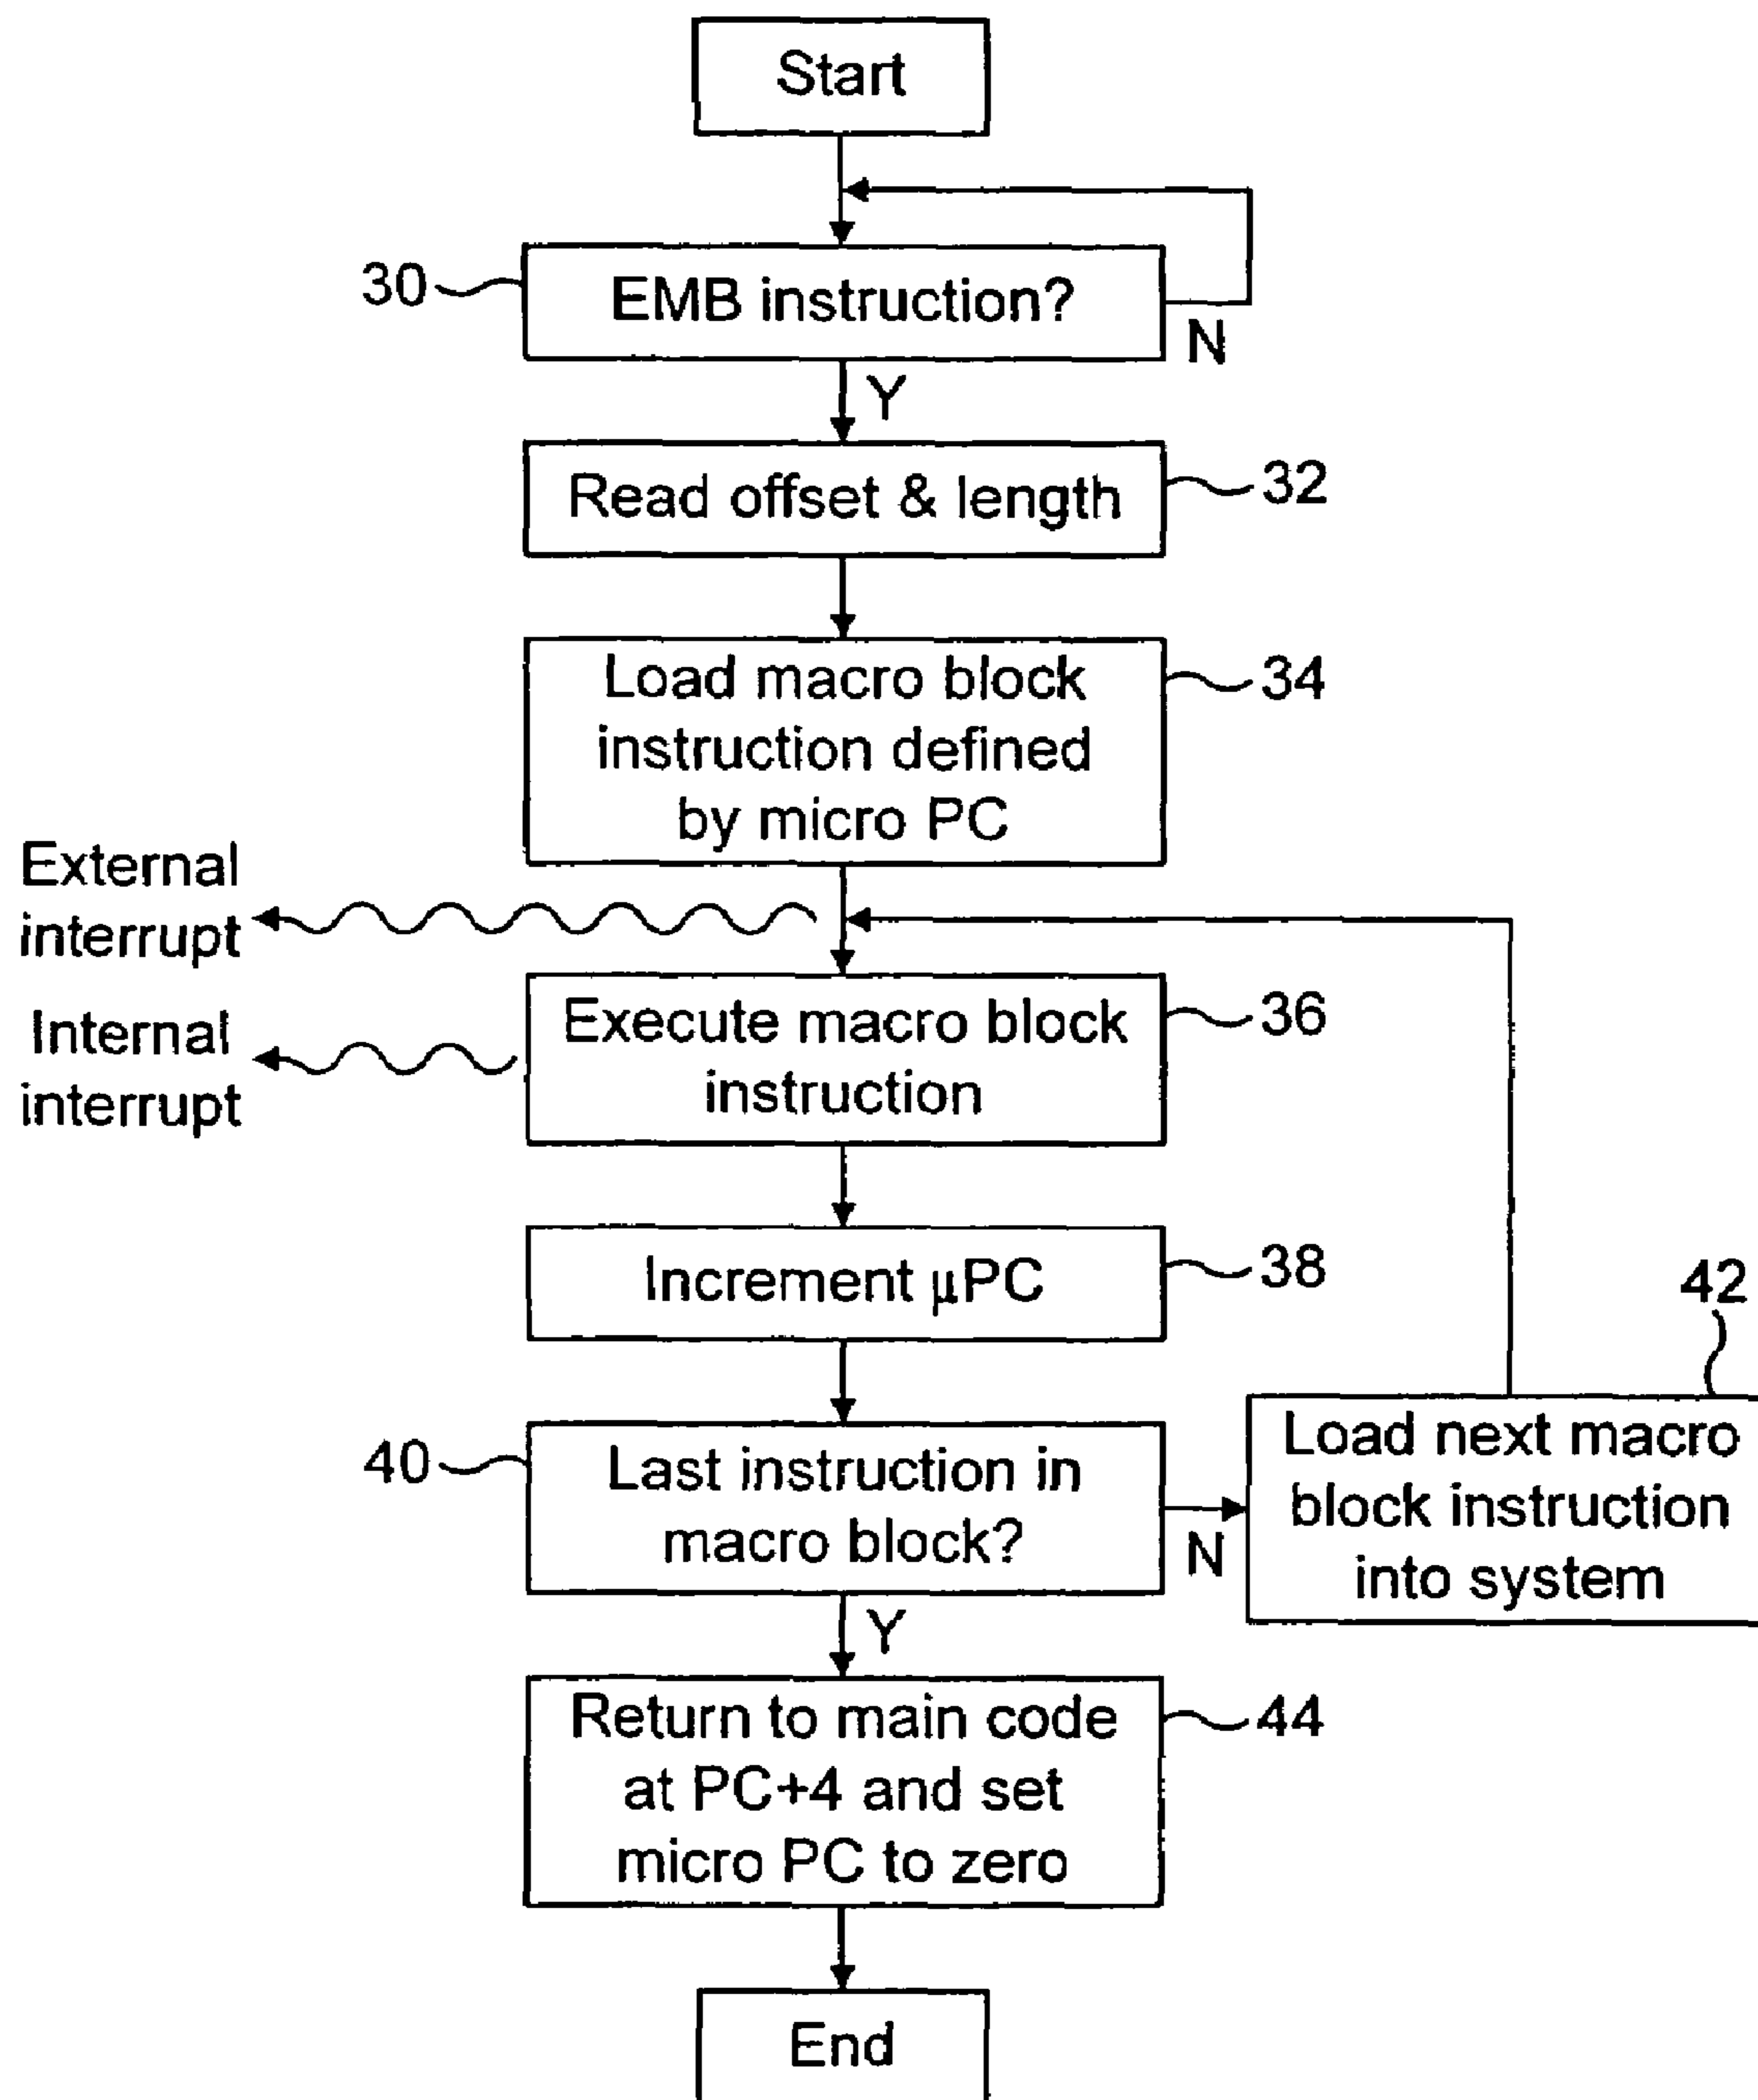 Start
30
EMB instruction?
N
Y
Read offset & length
32
Load macro block
instruction defined
by micro PC
34
External
interrupt
Execute macro block
instruction
36
Internal
interrupt
Increment μPC
38
42
40
Last instruction in
macro block?
N
Load next macro
block instruction
into system
Y
Return to main code
at PC+4 and set
micro PC to zero
44
End